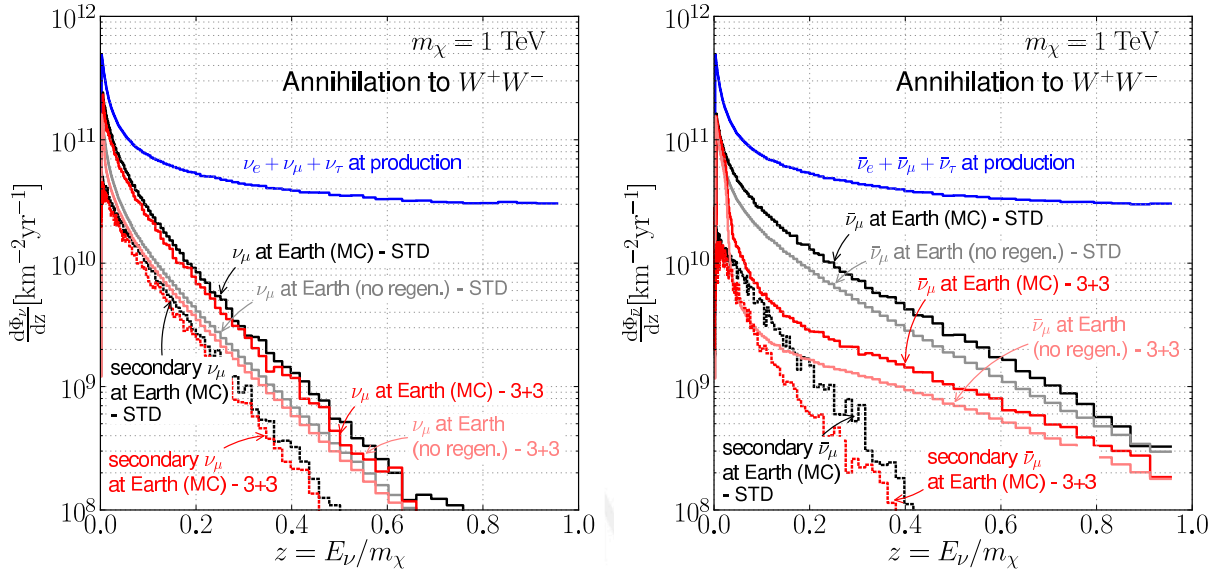 10^12
10^11
10^10
10^9
10^8
dΦ_ν/dz [km^−2 yr^−1]
m_χ = 1 TeV
Annihilation to W^+W^−
ν_e + ν_μ + ν_τ at production
ν_μ at Earth (MC) - STD
ν_μ at Earth (no regen.) - STD
secondary ν_μ
at Earth (MC)
- STD
ν_μ at Earth (MC) - 3+3
ν_μ at Earth
(no regen.) - 3+3
secondary ν_μ
at Earth (MC) - 3+3
0.0 0.2 0.4 0.6 0.8 1.0
z = E_ν/m_χ
10^12
10^11
10^10
10^9
10^8
dΦ_ν̄/dz [km^−2 yr^−1]
m_χ = 1 TeV
Annihilation to W^+W^−
ν̄_e + ν̄_μ + ν̄_τ at production
ν̄_μ at Earth (MC) - STD
ν̄_μ at Earth (no regen.) - STD
ν̄_μ at Earth (MC) - 3+3
ν̄_μ at Earth
(no regen.) - 3+3
secondary ν̄_μ
at Earth (MC)
- STD
secondary ν̄_μ
at Earth (MC) - 3+3
0.0 0.2 0.4 0.6 0.8 1.0
z = E_ν/m_χ